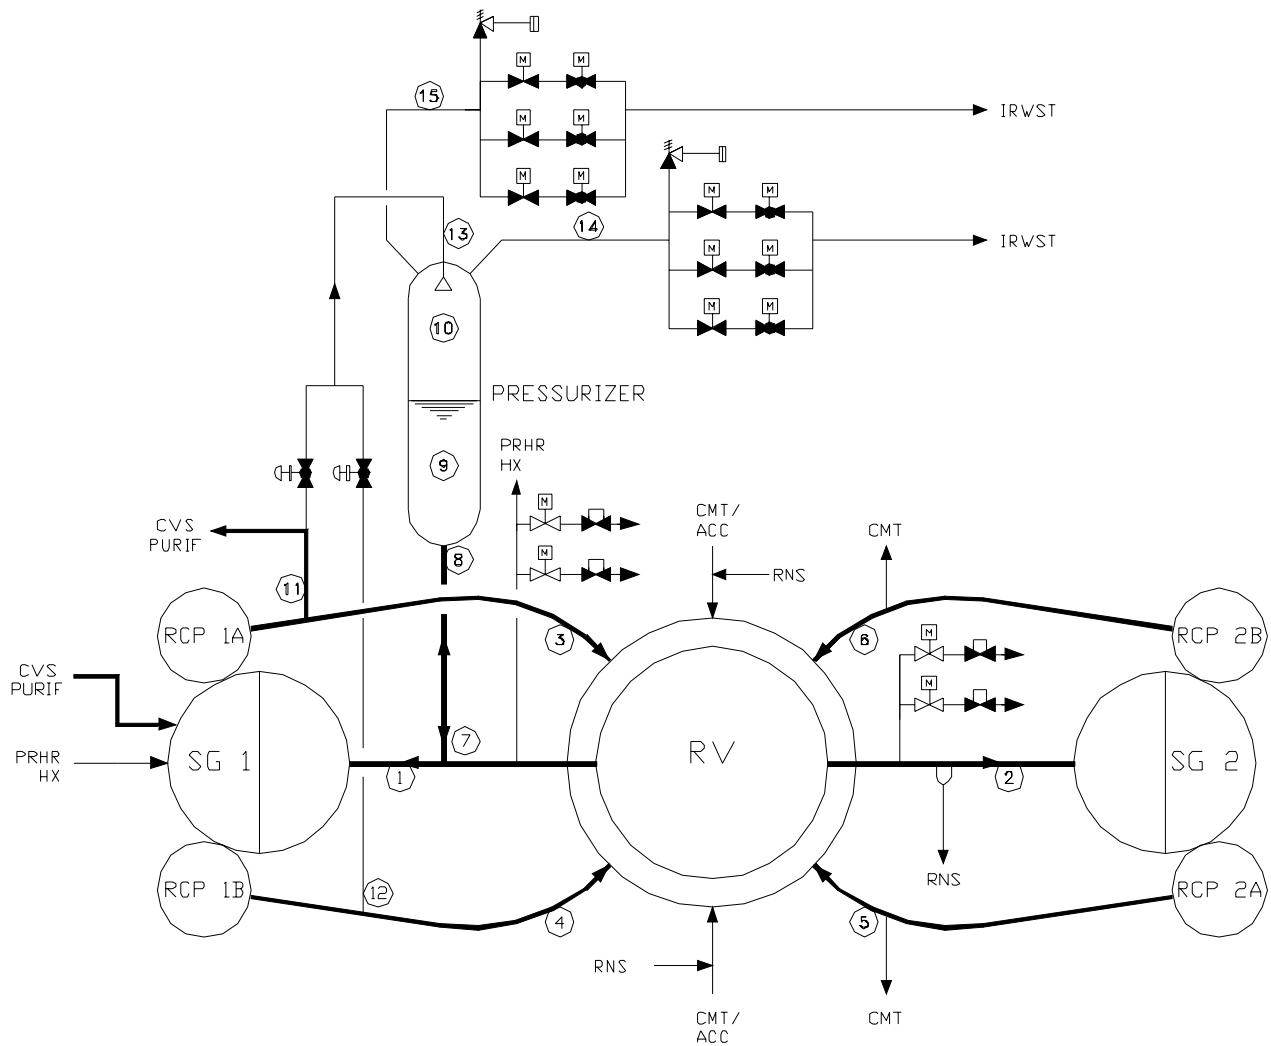 M
M
15
IRWST
M
M
M
M
M
M
14
13
IRWST
M
M
10
M
M
PRESSURIZER
PRHR
HX
9
M
CMT/
ACC
CVS
PURIF
CMT
8
M
RNS
11
RCP 1A
3
6
M
RCP 2B
CVS
PURIF
M
7
PRHR
HX
SG 1
1
RV
2
SG 2
RNS
RCP 1B
12
RCP 2A
4
5
RNS
CMT/
ACC
CMT